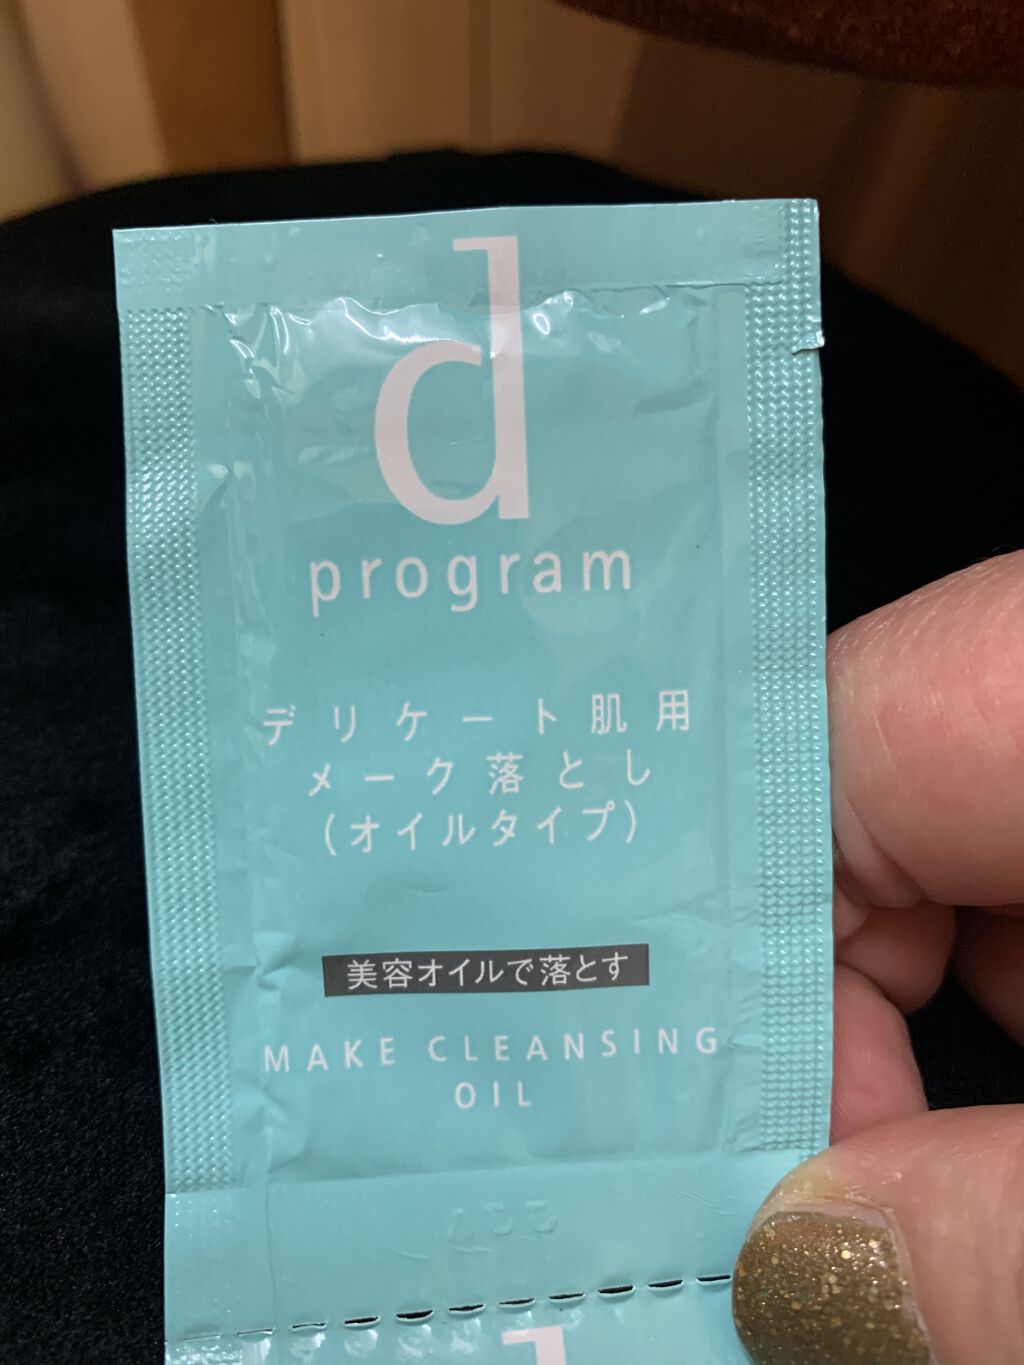 d
program
デリケート肌用
メーク落とし
(オイルタイプ)
美容オイルで落とす
MAKE CLEANSING
OIL